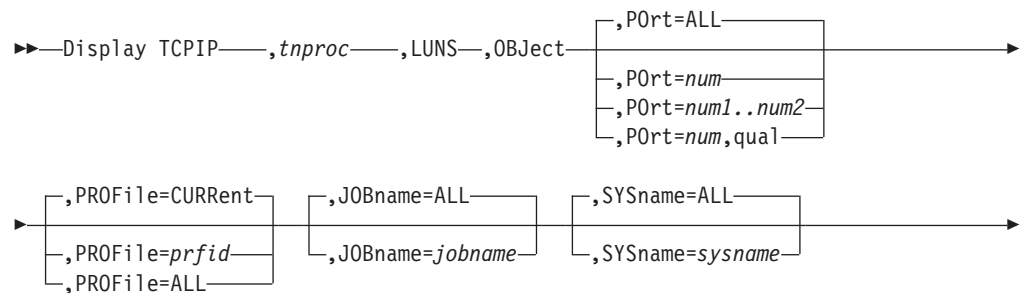 ,POrt=ALL
Display TCPIP ,tnproc ,LUNS ,OBJect
,POrt=num
,POrt=num1..num2
,POrt=num,qual
,PROFile=CURRent ,JOBname=ALL ,SYSname=ALL
,PROFile=prfid ,JOBname=jobname ,SYSname=sysname
,PROFile=ALL